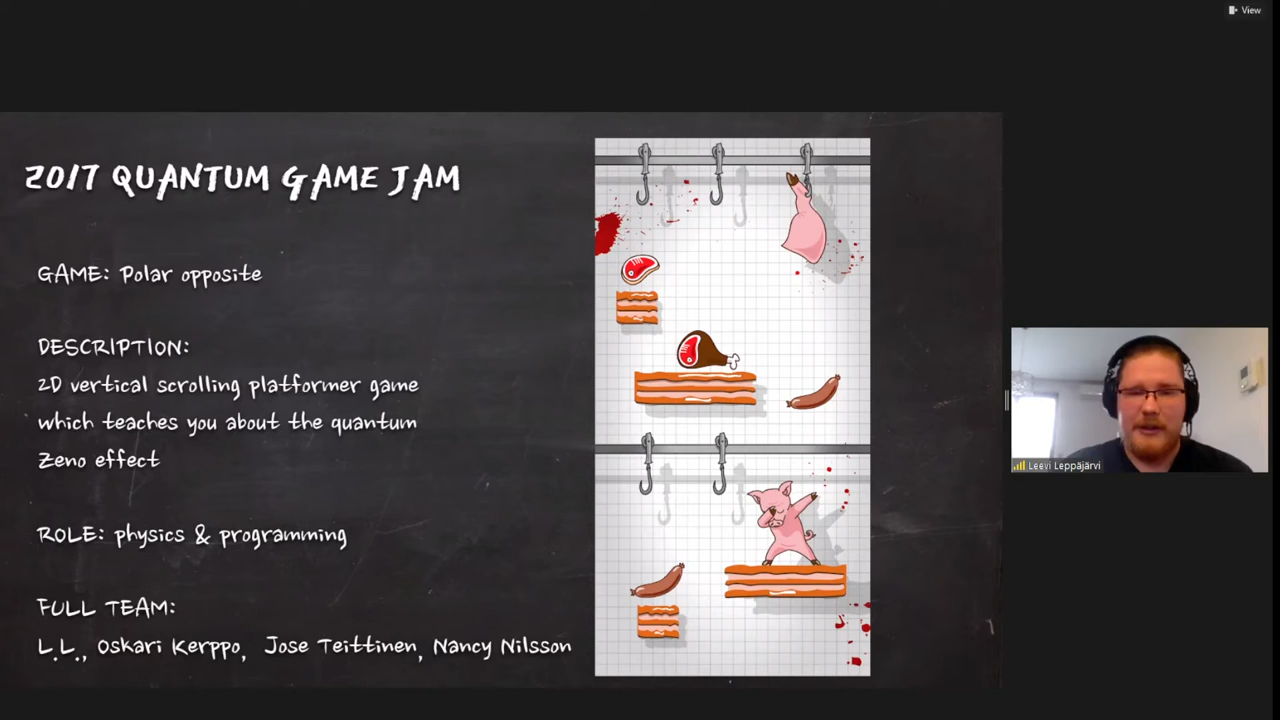 View
2017 QUANTUM GAME JAM
GAME: Polar opposite
DESCRIPTION:
2D vertical scrolling platformer game
which teaches you about the quantum
Zeno effect
ROLE: physics & programming
FULL TEAM:
L.L., Oskari Kerppo, Jose Teittinen, Nancy Nilsson
Leevi Leppäjärvi